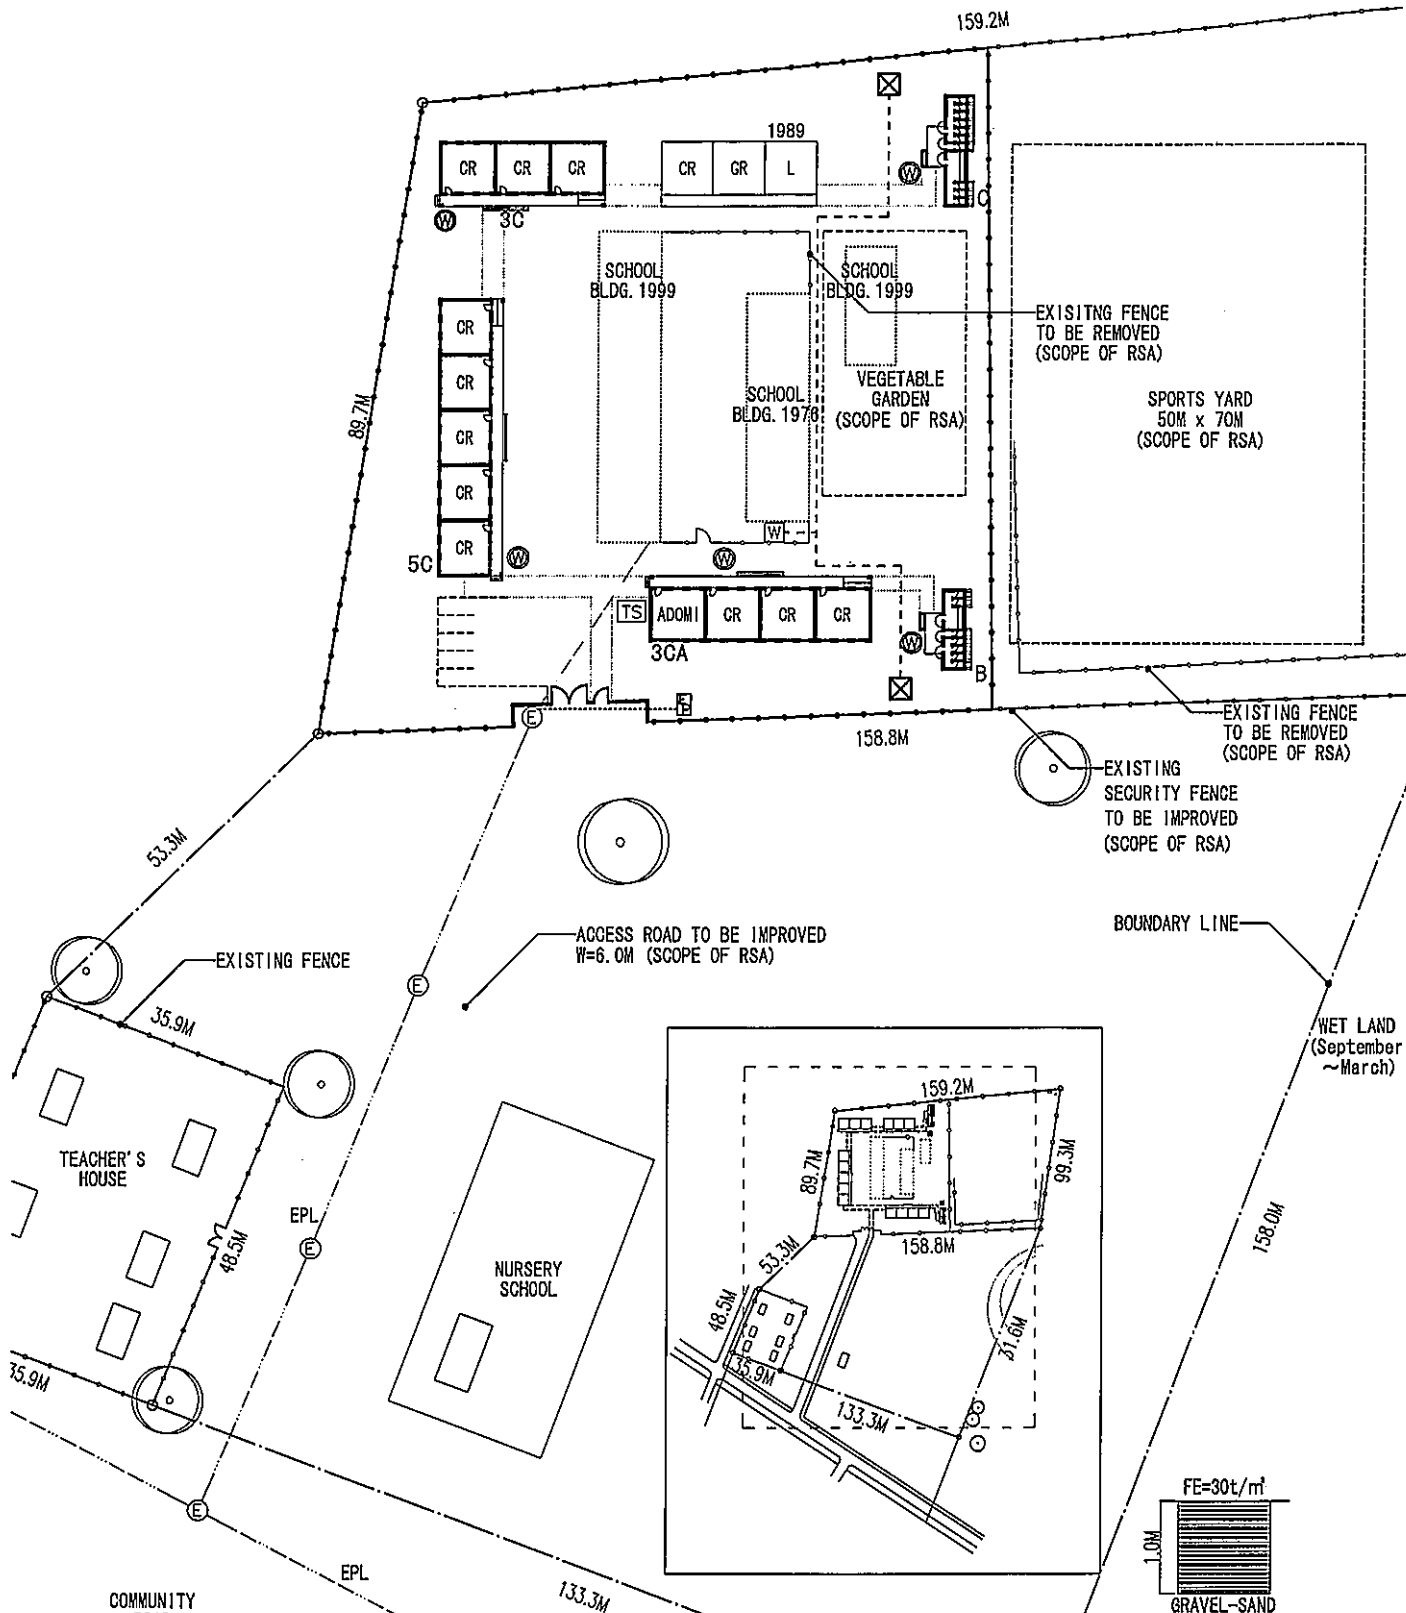 159.2M
1989
CR
CR
CR
CR
GR
L
W
W
C
3C
SCHOOL
BLDG. 1999
SCHOOL
BLDG. 1999
EXISITNG FENCE
TO BE REMOVED
(SCOPE OF RSA)
CR
CR
CR
CR
CR
89.7M
VEGETABLE
GARDEN
(SCOPE OF RSA)
SCHOOL
BLDG. 1976
SPORTS YARD
50M x 70M
(SCOPE OF RSA)
W
5C
W
W
TS
ADOMI
CR
CR
CR
W
3CA
B
E
158.8M
EXISTING FENCE
TO BE REMOVED
(SCOPE OF RSA)
EXISTING
SECURITY FENCE
TO BE IMPROVED
(SCOPE OF RSA)
53.3M
ACCESS ROAD TO BE IMPROVED
W=6.0M (SCOPE OF RSA)
BOUNDARY LINE
EXISTING FENCE
E
35.9M
WET LAND
(September
~March)
TEACHER'S
HOUSE
EPL
E
48.5M
NURSERY
SCHOOL
158.0M
159.2M
89.7M
99.3M
158.8M
53.3M
48.5M
31.6M
35.9M
133.3M
35.9M
E
EPL
133.3M
FE=30t/㎡
1.0M
GRAVEL-SAND
COMMUNITY